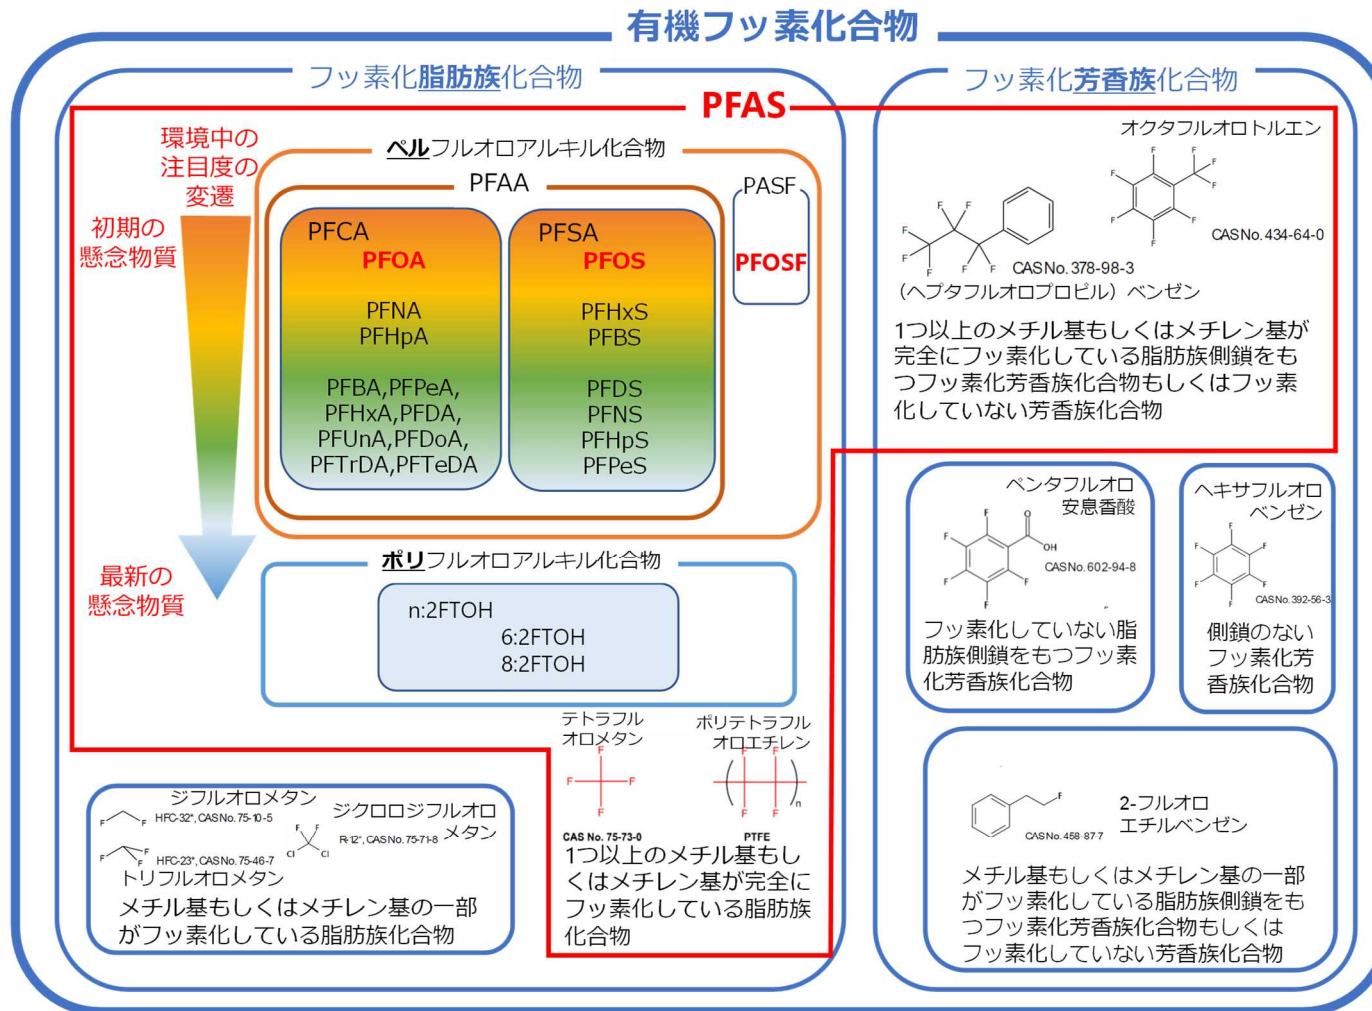 有機フッ素化合物
フッ素化脂肪族化合物
フッ素化芳香族化合物
PFAS
環境中の
注目度の
変遷
初期の
懸念物質
最新の
懸念物質
ペルフルオロアルキル化合物
PFAA
PFCA
PFOA
PFNA
PFHpA
PFBA,PFPeA,
PFHxA,PFDA,
PFUnA,PFDoA,
PFTrDA,PFTeDA
PFSA
PFOS
PFHxS
PFBS
PFDS
PFNS
PFHpS
PFPeS
PASF
PFOSF
ポリフルオロアルキル化合物
n:2FTOH
6:2FTOH
8:2FTOH
テトラフル
オロメタン
F
F
F
F
CAS No. 75-73-0
ポリテトラフル
オロエチレン
F F
F F
n
PTFE
1つ以上のメチル基もし
くはメチレン基が完全に
フッ素化している脂肪族
化合物
ジフルオロメタン
F F
HFC-32*, CAS No. 75-10-5
ジクロロジフルオロ
メタン
F F
Cl Cl
R-12*, CAS No. 75-71-8
F F
F
HFC-23*, CAS No. 75-46-7
トリフルオロメタン
メチル基もしくはメチレン基の一部
がフッ素化している脂肪族化合物
オクタフルオロトルエン
F F F
F F
F F
F
CAS No. 434-64-0
F F
F
F
F F F
CAS No. 378-98-3
（ヘプタフルオロプロピル）ベンゼン
1つ以上のメチル基もしくはメチレン基が
完全にフッ素化している脂肪族側鎖をも
つフッ素化芳香族化合物もしくはフッ素
化していない芳香族化合物
ペンタフルオロ
安息香酸
F O
F
OH
F F
F
CAS No. 602-94-8
フッ素化していない脂
肪族側鎖をもつフッ素
化芳香族化合物
ヘキサフルオロ
ベンゼン
F
F F
F F
F
CAS No. 392-56-3
側鎖のない
フッ素化芳
香族化合物
F
CAS No. 458-87-7
2-フルオロ
エチルベンゼン
メチル基もしくはメチレン基の一部
がフッ素化している脂肪族側鎖をも
つフッ素化芳香族化合物もしくは
フッ素化していない芳香族化合物